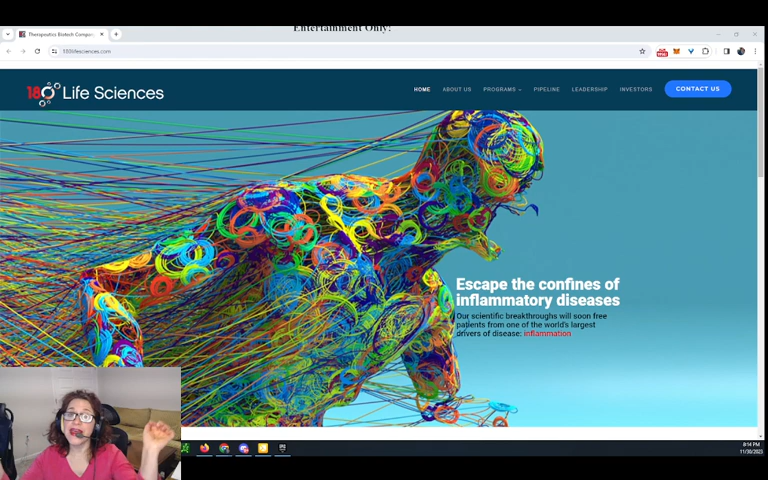 Entertainment Only!
Therapeutics Biotech Company
180lifesciences.com
180 Life Sciences
HOME
ABOUT US
PROGRAMS
PIPELINE
LEADERSHIP
INVESTORS
CONTACT US
Escape the confines of
inflammatory diseases
Our scientific breakthroughs will soon free
patients from one of the world's largest
drivers of disease: inflammation
8:14 PM
11/30/2023